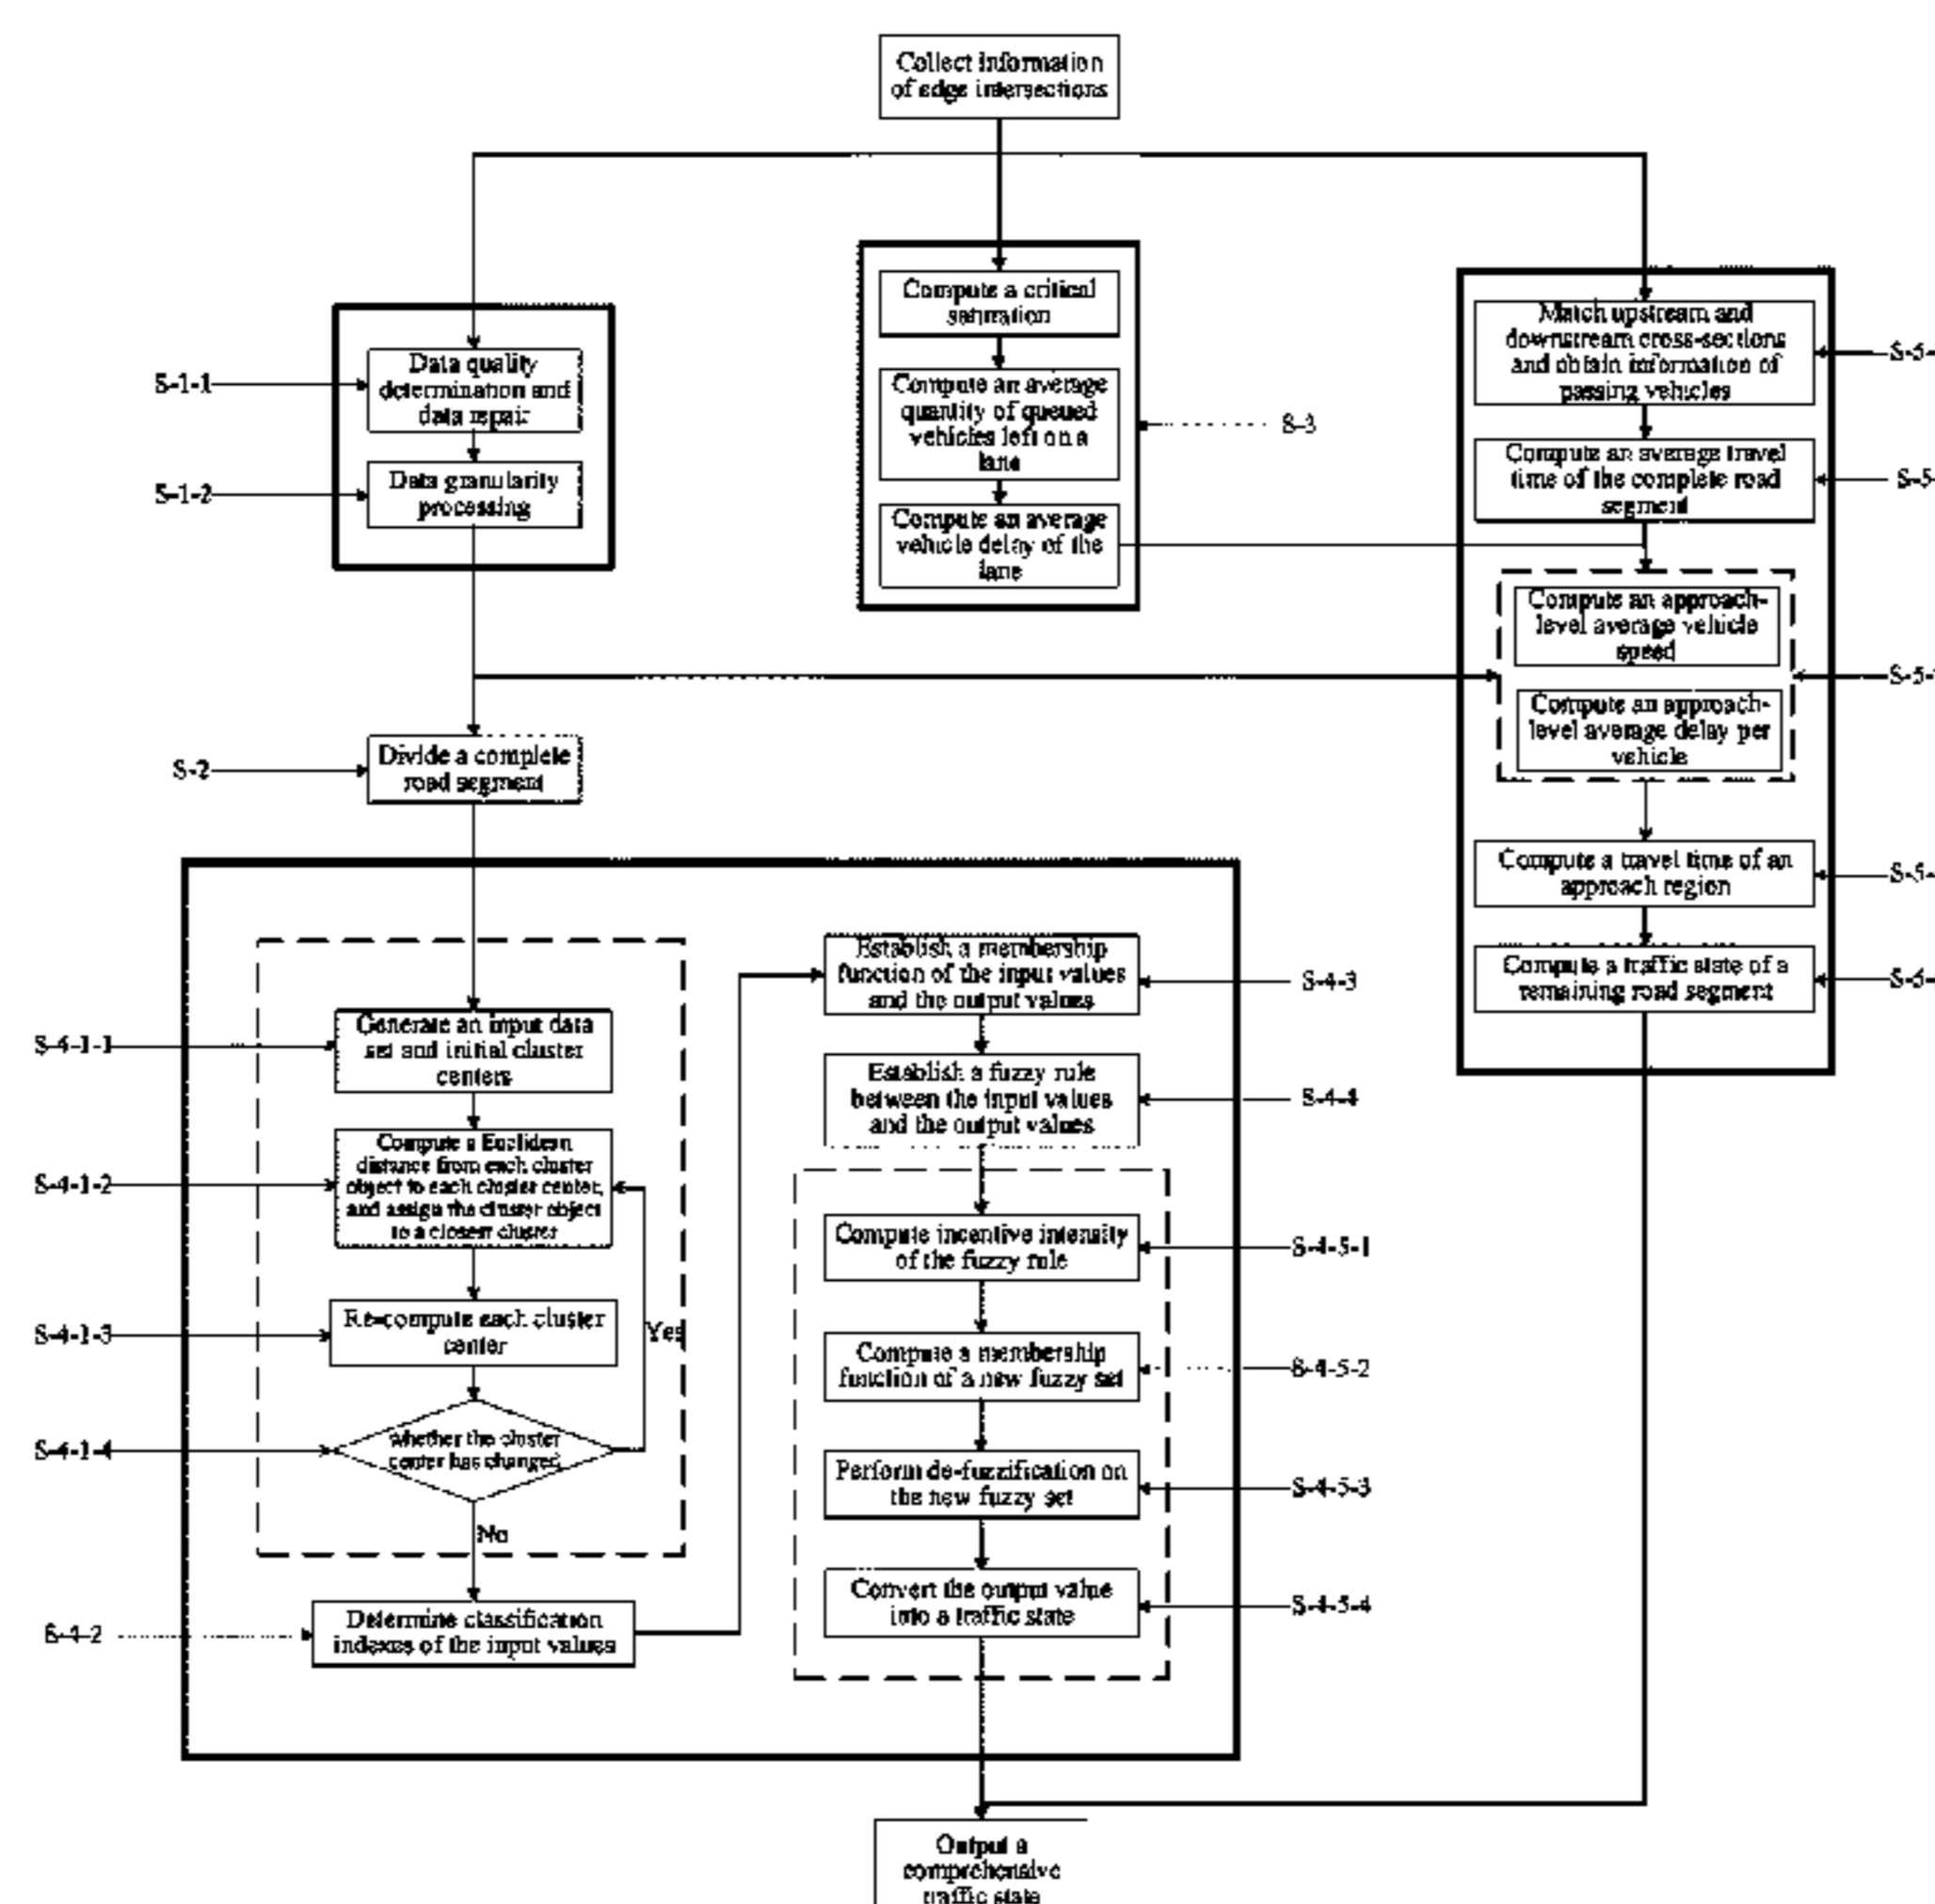 Collect information
of edge intersections
Compute a critical
saturation
Compute an average
quantity of queued
vehicles left on a
lane
Compute an average
vehicle delay of the
lane
S-3
S-1-1
Data quality
determination and
data repair
S-1-2
Data granularity
processing
S-2
Divide a complete
road segment
Match upstream and
downstream cross-sections
and obtain information of
passing vehicles
S-5-
Compute an average travel
time of the complete road
segment
S-5-
Compute an approach-
level average vehicle
speed
Compute an approach-
level average delay per
vehicle
S-5-
Compute a travel time of an
approach region
S-5-
Compute a traffic state of a
remaining road segment
S-5-
S-4-1-1
Generate an input data
set and initial cluster
centers
S-4-1-2
Compute a Euclidean
distance from each cluster
object to each cluster center,
and assign the cluster object
to a closest cluster
S-4-1-3
Re-compute each cluster
center
Yes
S-4-1-4
whether the cluster
center has changed
No
S-4-2
Determine classification
indexes of the input values
Establish a membership
function of the input values
and the output values
S-4-3
Establish a fuzzy rule
between the input values
and the output values
S-4-4
Compute incentive intensity
of the fuzzy rule
S-4-5-1
Compute a membership
function of a new fuzzy set
S-4-5-2
Perform de-fuzzification on
the new fuzzy set
S-4-5-3
Convert the output value
into a traffic state
S-4-5-4
Output a
comprehensive
traffic state